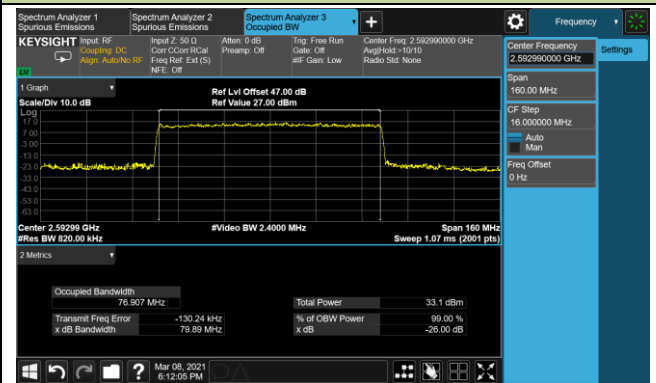 Spectrum Analyzer 1
Spurious Emissions
Spectrum Analyzer 2
Spurious Emissions
Spectrum Analyzer 3
Occupied BW
Frequency
KEYSIGHT
Input: RF
Coupling: DC
Align: Auto/No RF
Input Z: 50 Ω
Corr CCorr RCal
Freq Ref: Ext (S)
NFE: Off
Atten: 0 dB
Preamp: Off
Trig: Free Run
Gate: Off
#IF Gain: Low
Center Freq: 2.592990000 GHz
Avg|Hold:>10/10
Radio Std: None
Center Frequency
2.592990000 GHz
Settings
Span
160.00 MHz
CF Step
16.000000 MHz
Auto
Man
Freq Offset
0 Hz
1 Graph
Scale/Div 10.0 dB
Ref Lvl Offset 47.00 dB
Ref Value 27.00 dBm
Log
17.0
7.00
-3.00
-13.0
-23.0
-33.0
-43.0
-53.0
-63.0
Center 2.59299 GHz
#Res BW 820.00 kHz
#Video BW 2.4000 MHz
Span 160 MHz
Sweep 1.07 ms (2001 pts)
2 Metrics
Occupied Bandwidth
76.907 MHz
Total Power 33.1 dBm
Transmit Freq Error -130.24 kHz
% of OBW Power 99.00 %
x dB Bandwidth 79.89 MHz
x dB -26.00 dB
Mar 08, 2021
6:12:05 PM